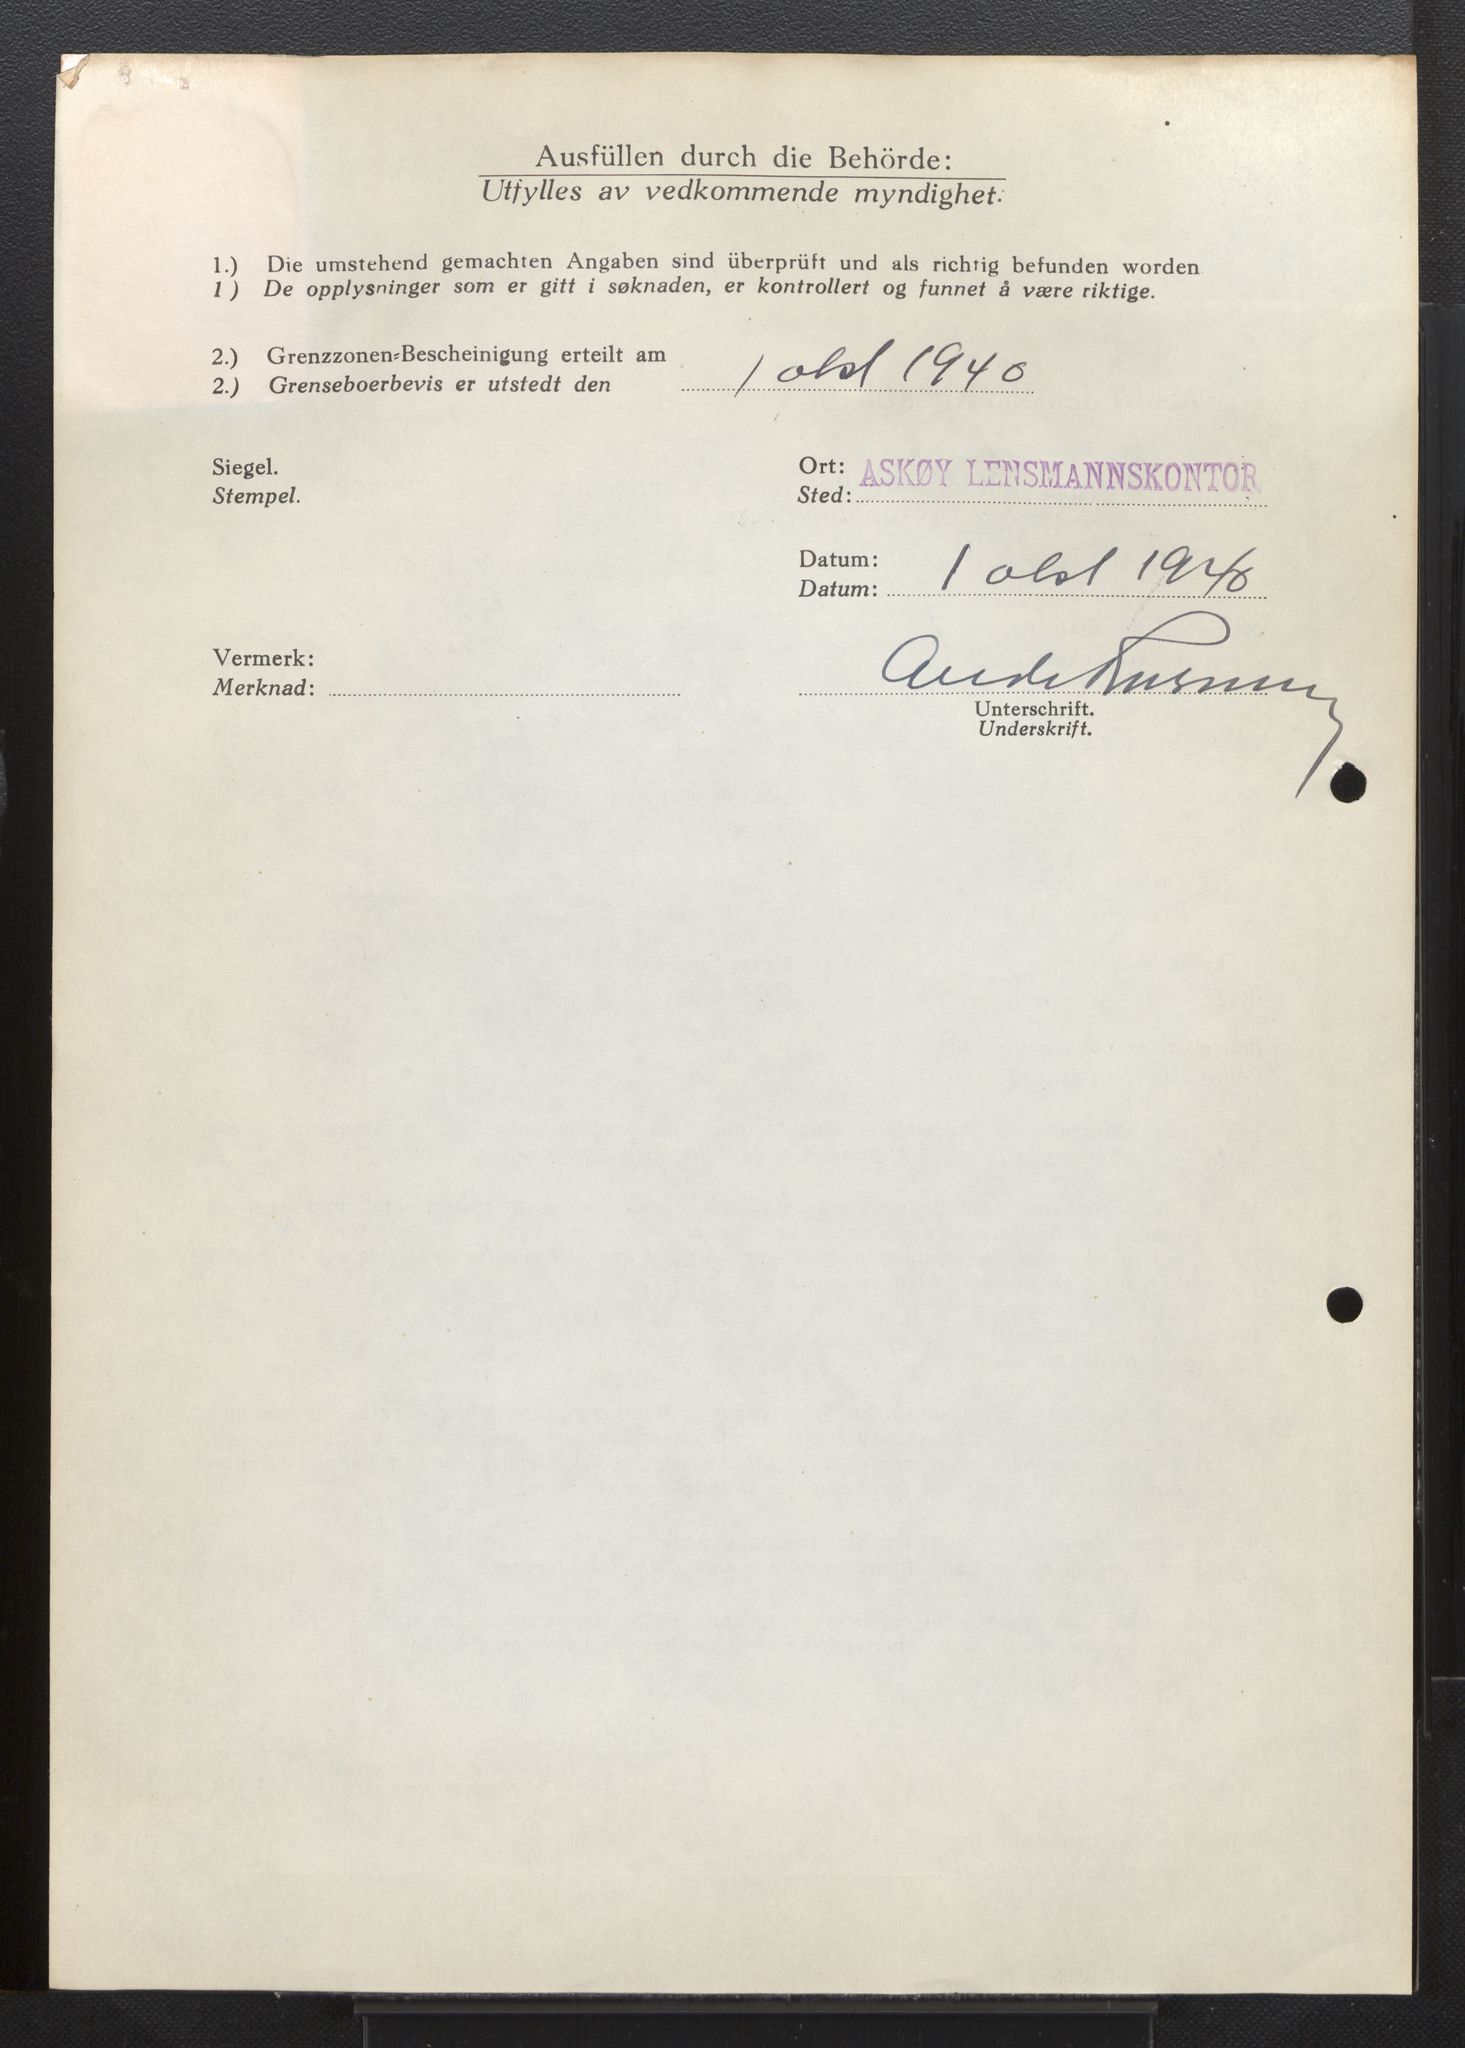 Ausfüllen durch die Behörde:
Utfylles av vedkommende myndighet.
1.) Die umstehend gemachten Angaben sind überprüft und als richtig befunden worden
1) De opplysninger som er gitt i søknaden, er kontrollert og funnet å være riktige.
2.) Grenzzonen-Bescheinigung erteilt am
2.) Grenseboerbevis er utstedt den 1 okt 1940
Siegel.
Stempel.
Ort: ASKØY LENSMANNSKONTOR
Sted:
Datum:
Datum: 1 okt 1940
Vermerk:
Merknad:
Unterschrift.
Underskrift.